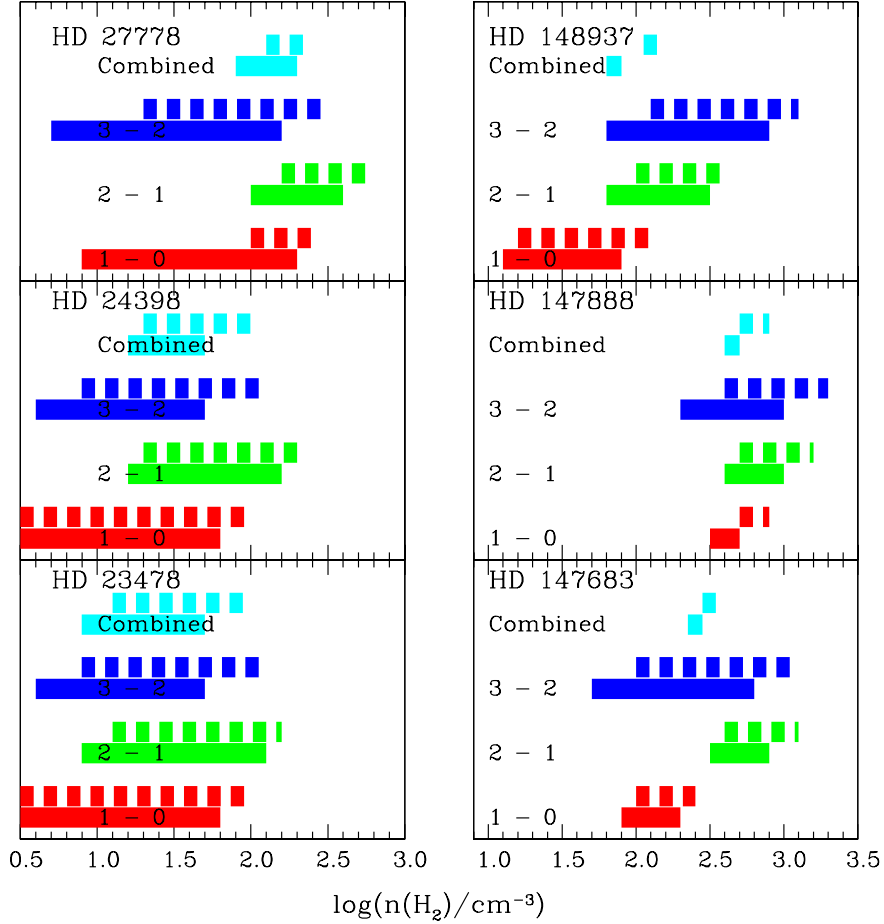 HD 27778
Combined
3 – 2
2 – 1
1 – 0
HD 148937
Combined
3 – 2
2 – 1
1 – 0
HD 24398
Combined
3 – 2
2 – 1
1 – 0
HD 147888
Combined
3 – 2
2 – 1
1 – 0
HD 23478
Combined
3 – 2
2 – 1
1 – 0
HD 147683
Combined
3 – 2
2 – 1
1 – 0
0.5 1.0 1.5 2.0 2.5 3.0
1.0 1.5 2.0 2.5 3.0 3.5
log(n(H₂)/cm⁻³)